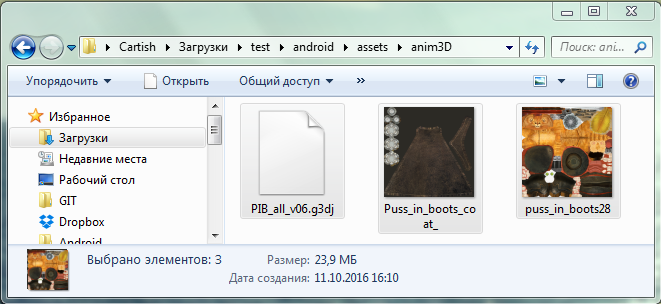 Cartish ▸ Загрузки ▸ test ▸ android ▸ assets ▸ anim3D
Поиск: ani...
Упорядочить Открыть Общий доступ »
Избранное
Загрузки
Недавние места
Рабочий стол
GIT
Dropbox
Android
PIB_all_v06.g3dj
Puss_in_boots_co
at_
puss_in_boots28
Выбрано элементов: 3 Размер: 23,9 МБ
Дата создания: 11.10.2016 16:10